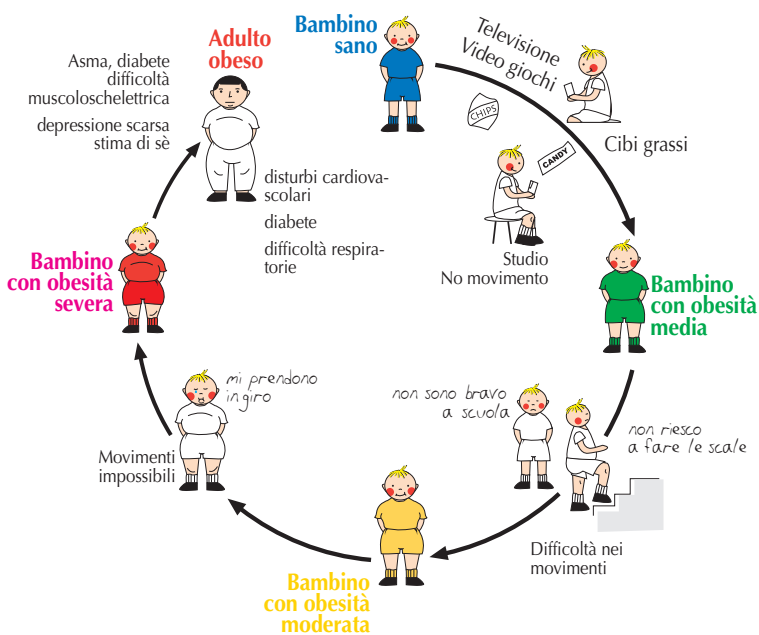 Bambino
sano
Televisione
Video giochi
CHIPS
CANDY
Cibi grassi
Studio
No movimento
Bambino
con obesità
media
non sono bravo
a scuola
non riesco
a fare le scale
Difficoltà nei
movimenti
Bambino
con obesità
moderata
mi prendono
in giro
Movimenti
impossibili
Bambino
con obesità
severa
Adulto
obeso
Asma, diabete
difficoltà
muscoloschelettrica
depressione scarsa
stima di sè
disturbi cardiova-
scolari
diabete
difficoltà respira-
torie